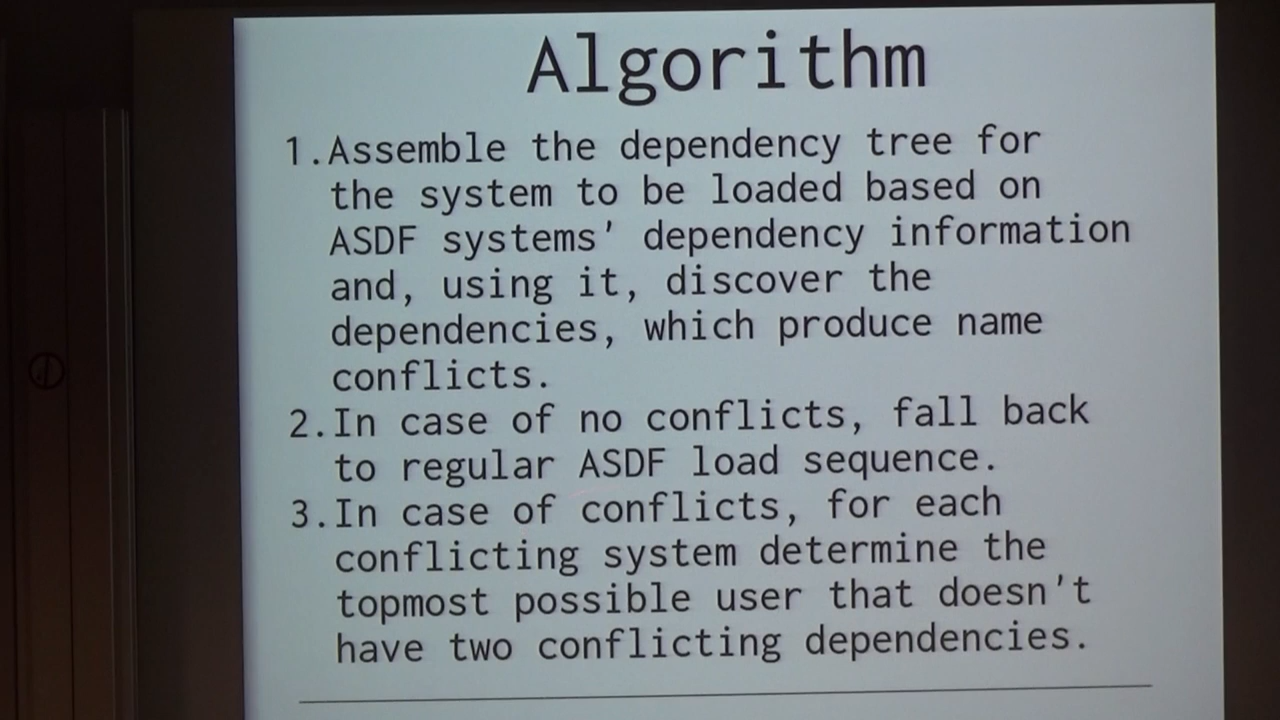 Algorithm
1.Assemble the dependency tree for
the system to be loaded based on
ASDF systems' dependency information
and, using it, discover the
dependencies, which produce name
conflicts.
2.In case of no conflicts, fall back
to regular ASDF load sequence.
3.In case of conflicts, for each
conflicting system determine the
topmost possible user that doesn't
have two conflicting dependencies.